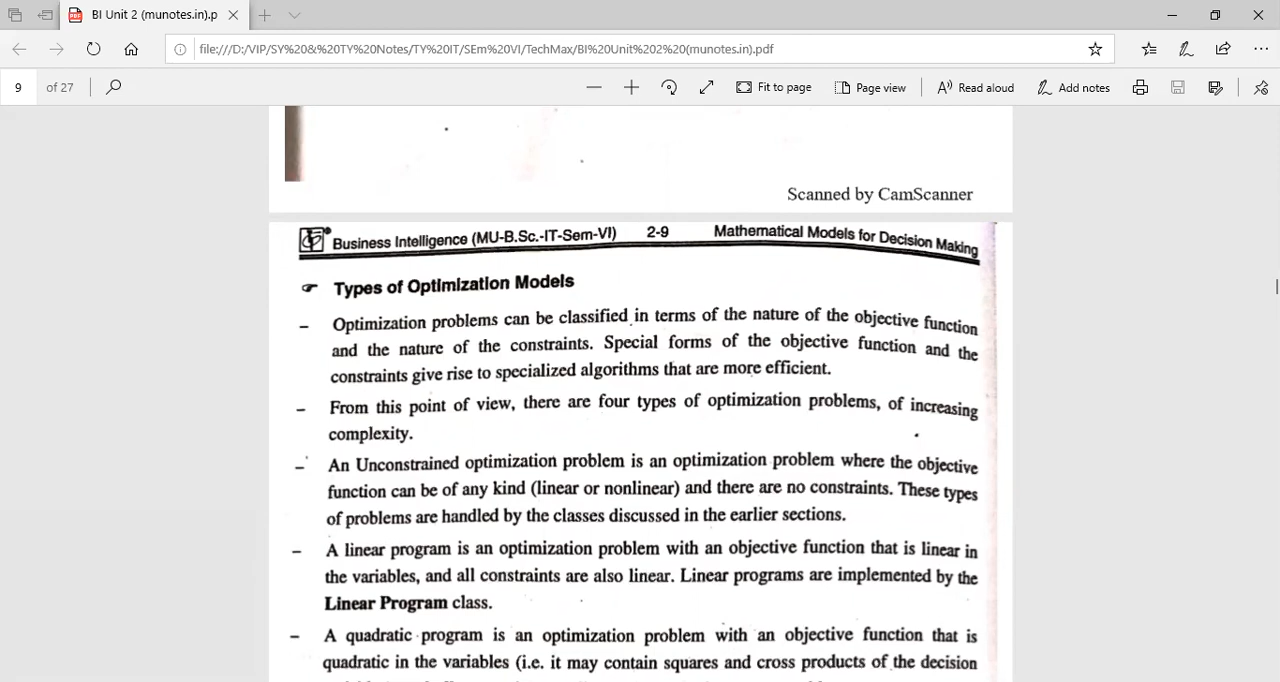 BI Unit 2 (munotes.in).p
file:///D:/VIP/SY%20&%20TY%20Notes/TY%20IT/SEm%20VI/TechMax/BI%20Unit%202%20(munotes.in).pdf
9 of 27 Fit to page Page view Read aloud Add notes
Scanned by CamScanner
Business Intelligence (MU-B.Sc.-IT-Sem-VI) 2-9 Mathematical Models for Decision Making
☞ Types of Optimization Models
– Optimization problems can be classified in terms of the nature of the objective function
and the nature of the constraints. Special forms of the objective function and the
constraints give rise to specialized algorithms that are more efficient.
– From this point of view, there are four types of optimization problems, of increasing
complexity.
– An Unconstrained optimization problem is an optimization problem where the objective
function can be of any kind (linear or nonlinear) and there are no constraints. These types
of problems are handled by the classes discussed in the earlier sections.
– A linear program is an optimization problem with an objective function that is linear in
the variables, and all constraints are also linear. Linear programs are implemented by the
Linear Program class.
– A quadratic program is an optimization problem with an objective function that is
quadratic in the variables (i.e. it may contain squares and cross products of the decision